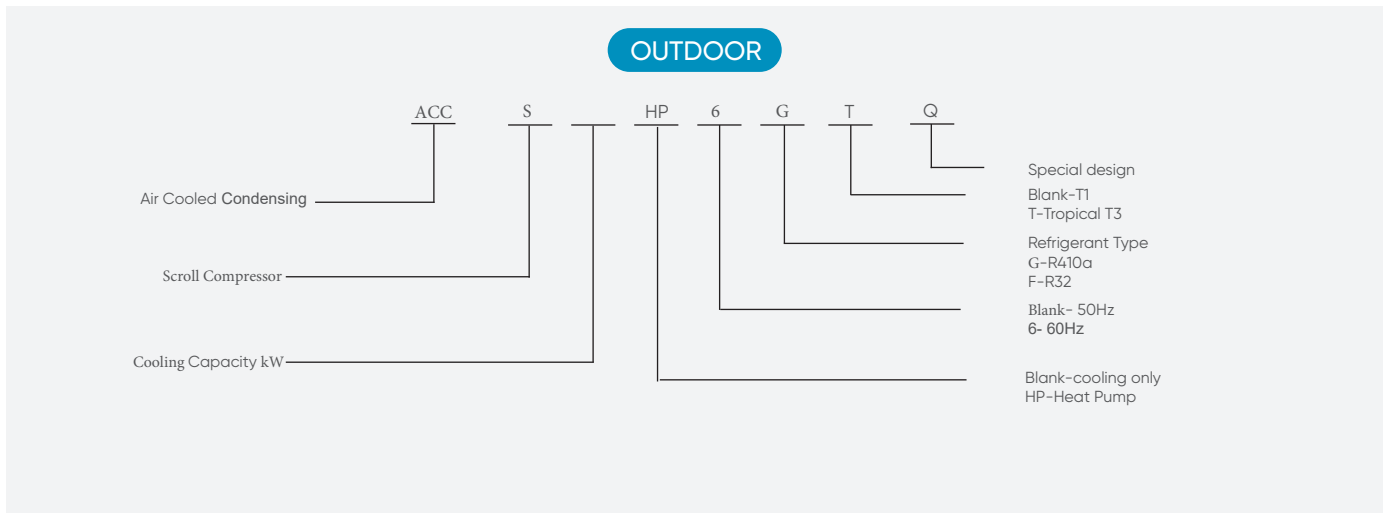 OUTDOOR
ACC S HP 6 G T Q
Special design
Blank-T1
T-Tropical T3
Air Cooled Condensing
Refrigerant Type
G-R410a
F-R32
Scroll Compressor
Blank- 50Hz
6- 60Hz
Cooling Capacity kW
Blank-cooling only
HP-Heat Pump